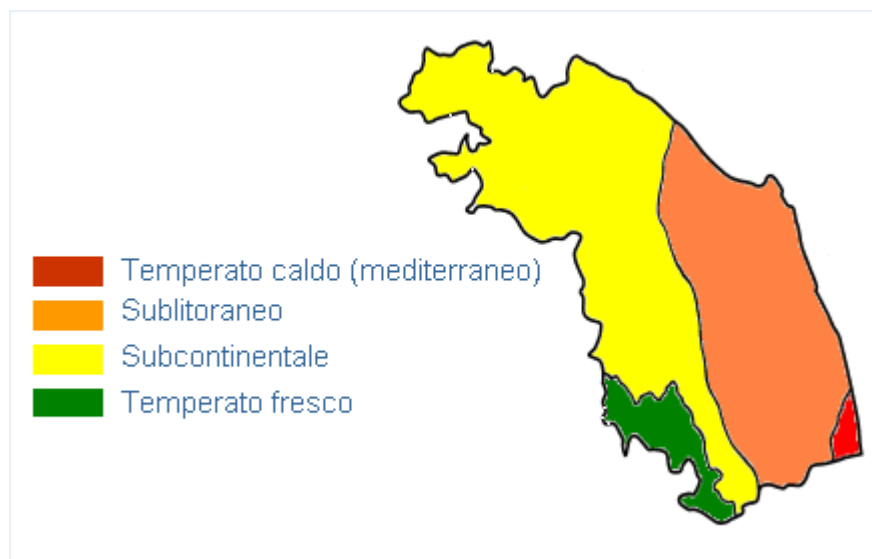 Temperato caldo (mediterraneo)
Sublitoraneo
Subcontinentale
Temperato fresco